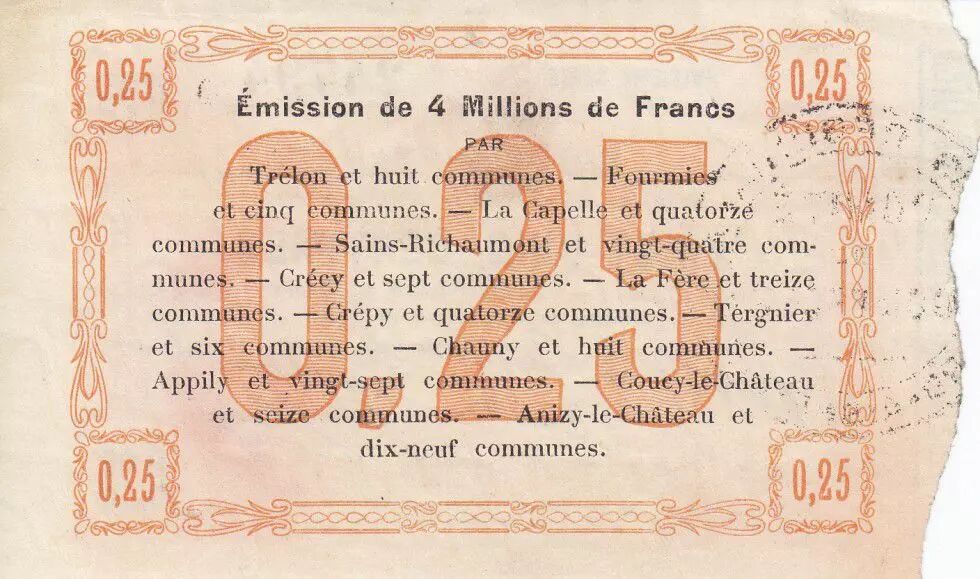 0,25 0,25
Émission de 4 Millions de Francs
PAR
0.25
Trélon et huit communes. — Fourmies
et cinq communes. — La Capelle et quatorze
communes. — Sains-Richaumont et vingt-quatre com-
munes. — Crécy et sept communes. — La Fère et treize
communes. — Crépy et quatorze communes. — Tergnier
et six communes. — Chauny et huit communes. —
Appily et vingt-sept communes. — Coucy-le-Château
et seize communes. — Anizy-le-Château et
dix-neuf communes.
0,25 0,25